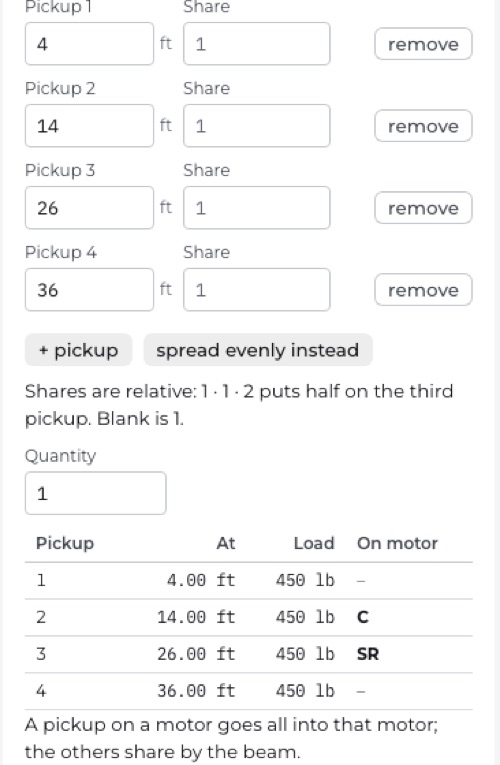 Pickup 1 Share
4 ft 1 remove
Pickup 2 Share
14 ft 1 remove
Pickup 3 Share
26 ft 1 remove
Pickup 4 Share
36 ft 1 remove
+ pickup spread evenly instead
Shares are relative: 1 · 1 · 2 puts half on the third
pickup. Blank is 1.
Quantity
1
Pickup At Load On motor
1 4.00 ft 450 lb –
2 14.00 ft 450 lb C
3 26.00 ft 450 lb SR
4 36.00 ft 450 lb –
A pickup on a motor goes all into that motor;
the others share by the beam.